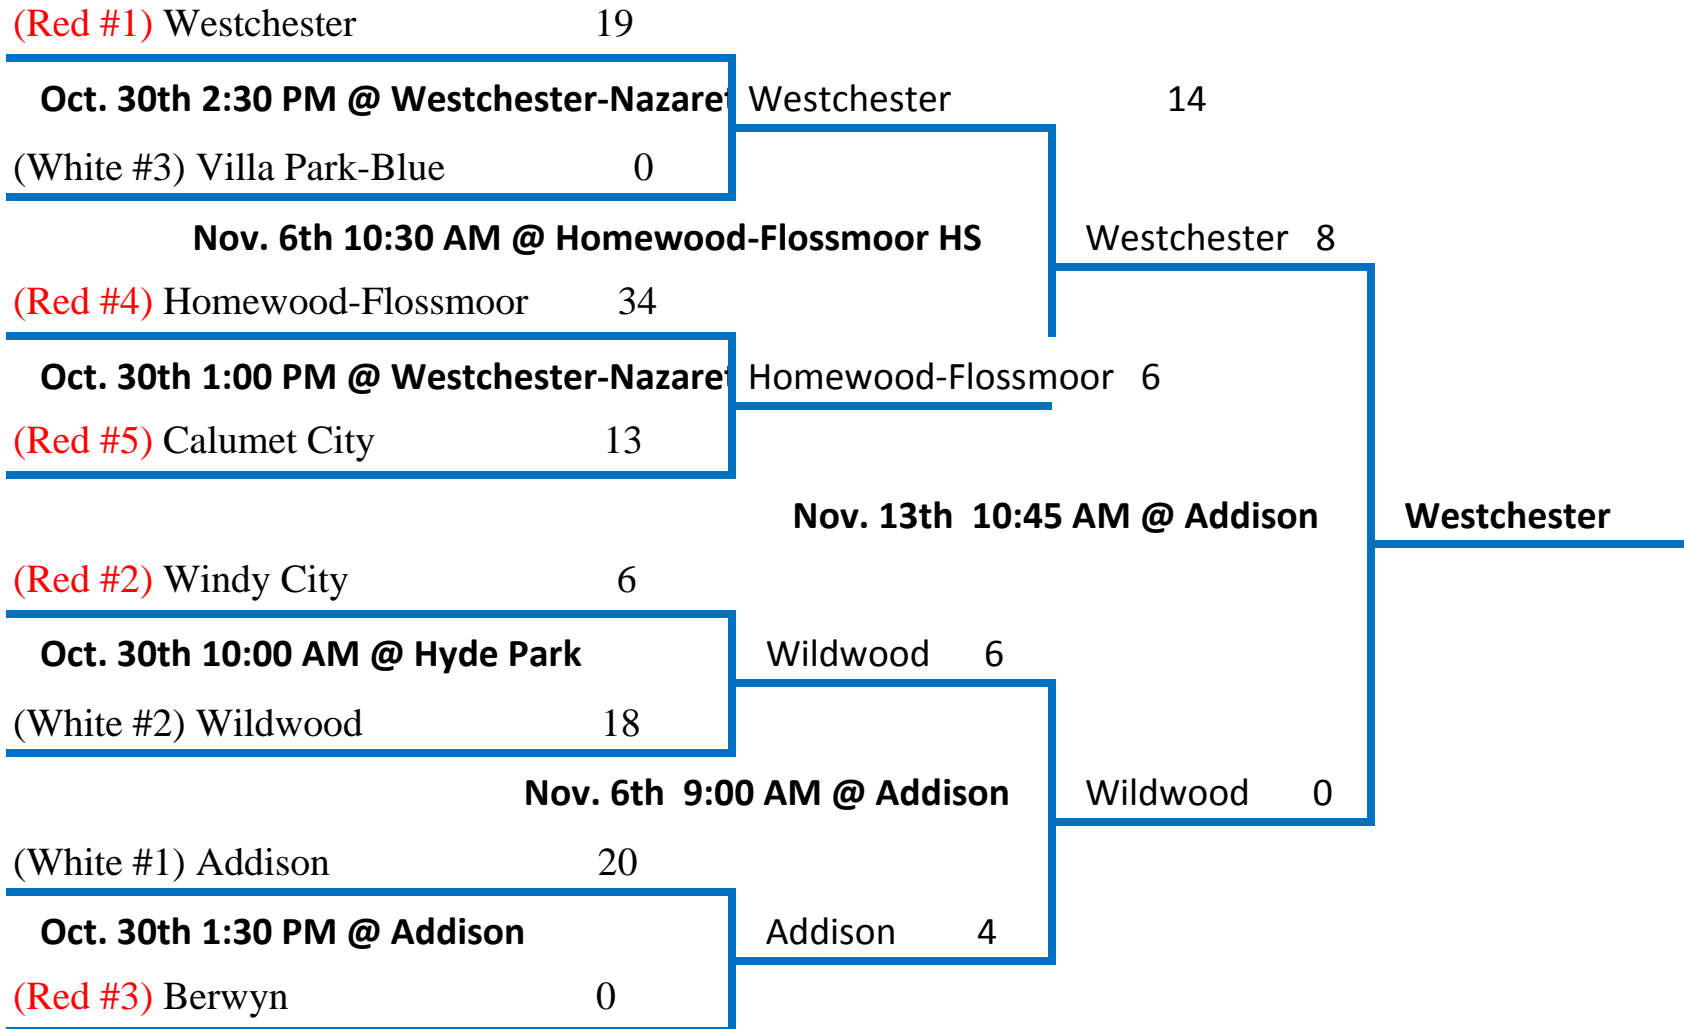 (Red #1) Westchester 19
Oct. 30th 2:30 PM @ Westchester-Nazaret Westchester 14
(White #3) Villa Park-Blue 0
Nov. 6th 10:30 AM @ Homewood-Flossmoor HS Westchester 8
(Red #4) Homewood-Flossmoor 34
Oct. 30th 1:00 PM @ Westchester-Nazaret Homewood-Flossmoor 6
(Red #5) Calumet City 13
Nov. 13th 10:45 AM @ Addison Westchester
(Red #2) Windy City 6
Oct. 30th 10:00 AM @ Hyde Park Wildwood 6
(White #2) Wildwood 18
Nov. 6th 9:00 AM @ Addison Wildwood 0
(White #1) Addison 20
Oct. 30th 1:30 PM @ Addison Addison 4
(Red #3) Berwyn 0